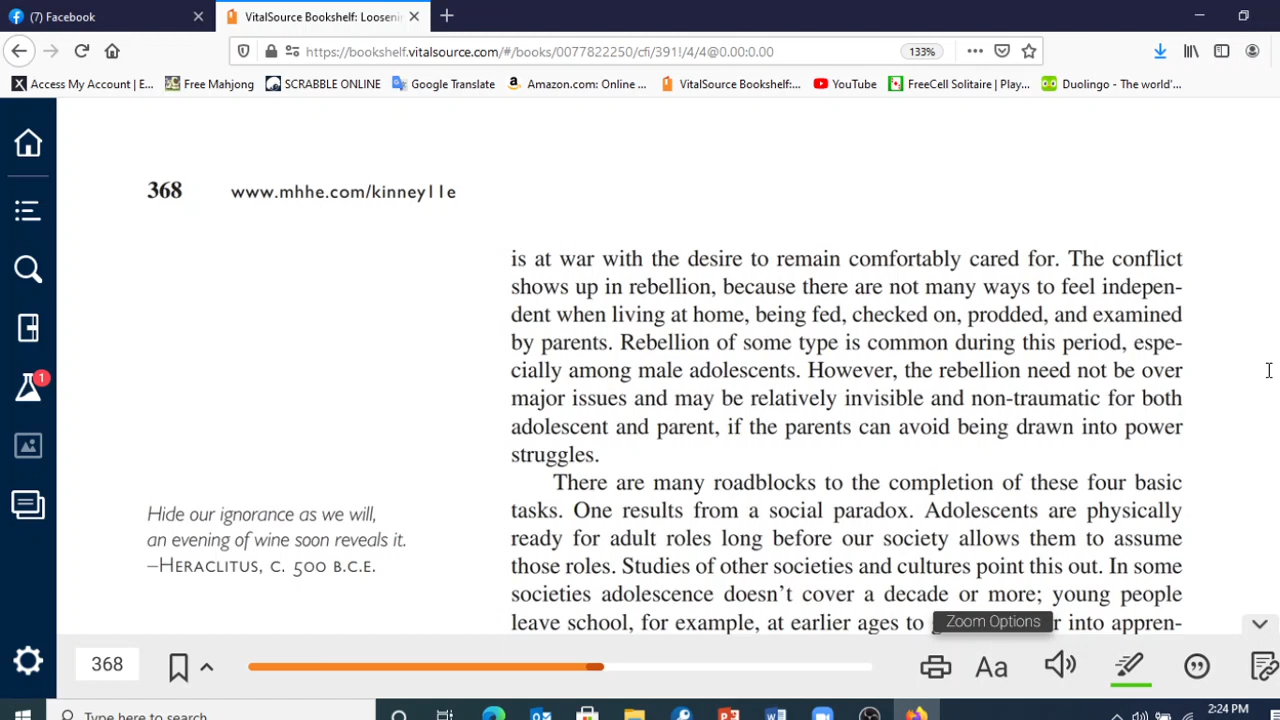 (7) Facebook
VitalSource Bookshelf: Loosenin
https://bookshelf.vitalsource.com/#/books/0077822250/cfi/391!/4/4@0.00:0.00
133%
Access My Account | E...
Free Mahjong
SCRABBLE ONLINE
Google Translate
Amazon.com: Online ...
VitalSource Bookshelf:...
YouTube
FreeCell Solitaire | Play...
Duolingo - The world'...
368 www.mhhe.com/kinney11e
is at war with the desire to remain comfortably cared for. The conflict
shows up in rebellion, because there are not many ways to feel indepen-
dent when living at home, being fed, checked on, prodded, and examined
by parents. Rebellion of some type is common during this period, espe-
cially among male adolescents. However, the rebellion need not be over
major issues and may be relatively invisible and non-traumatic for both
adolescent and parent, if the parents can avoid being drawn into power
struggles.
There are many roadblocks to the completion of these four basic
tasks. One results from a social paradox. Adolescents are physically
ready for adult roles long before our society allows them to assume
those roles. Studies of other societies and cultures point this out. In some
societies adolescence doesn't cover a decade or more; young people
leave school, for example, at earlier ages to into appren-
Hide our ignorance as we will,
an evening of wine soon reveals it.
–HERACLITUS, C. 500 B.C.E.
1
Zoom Options
368
Aa
Type here to search
2:24 PM